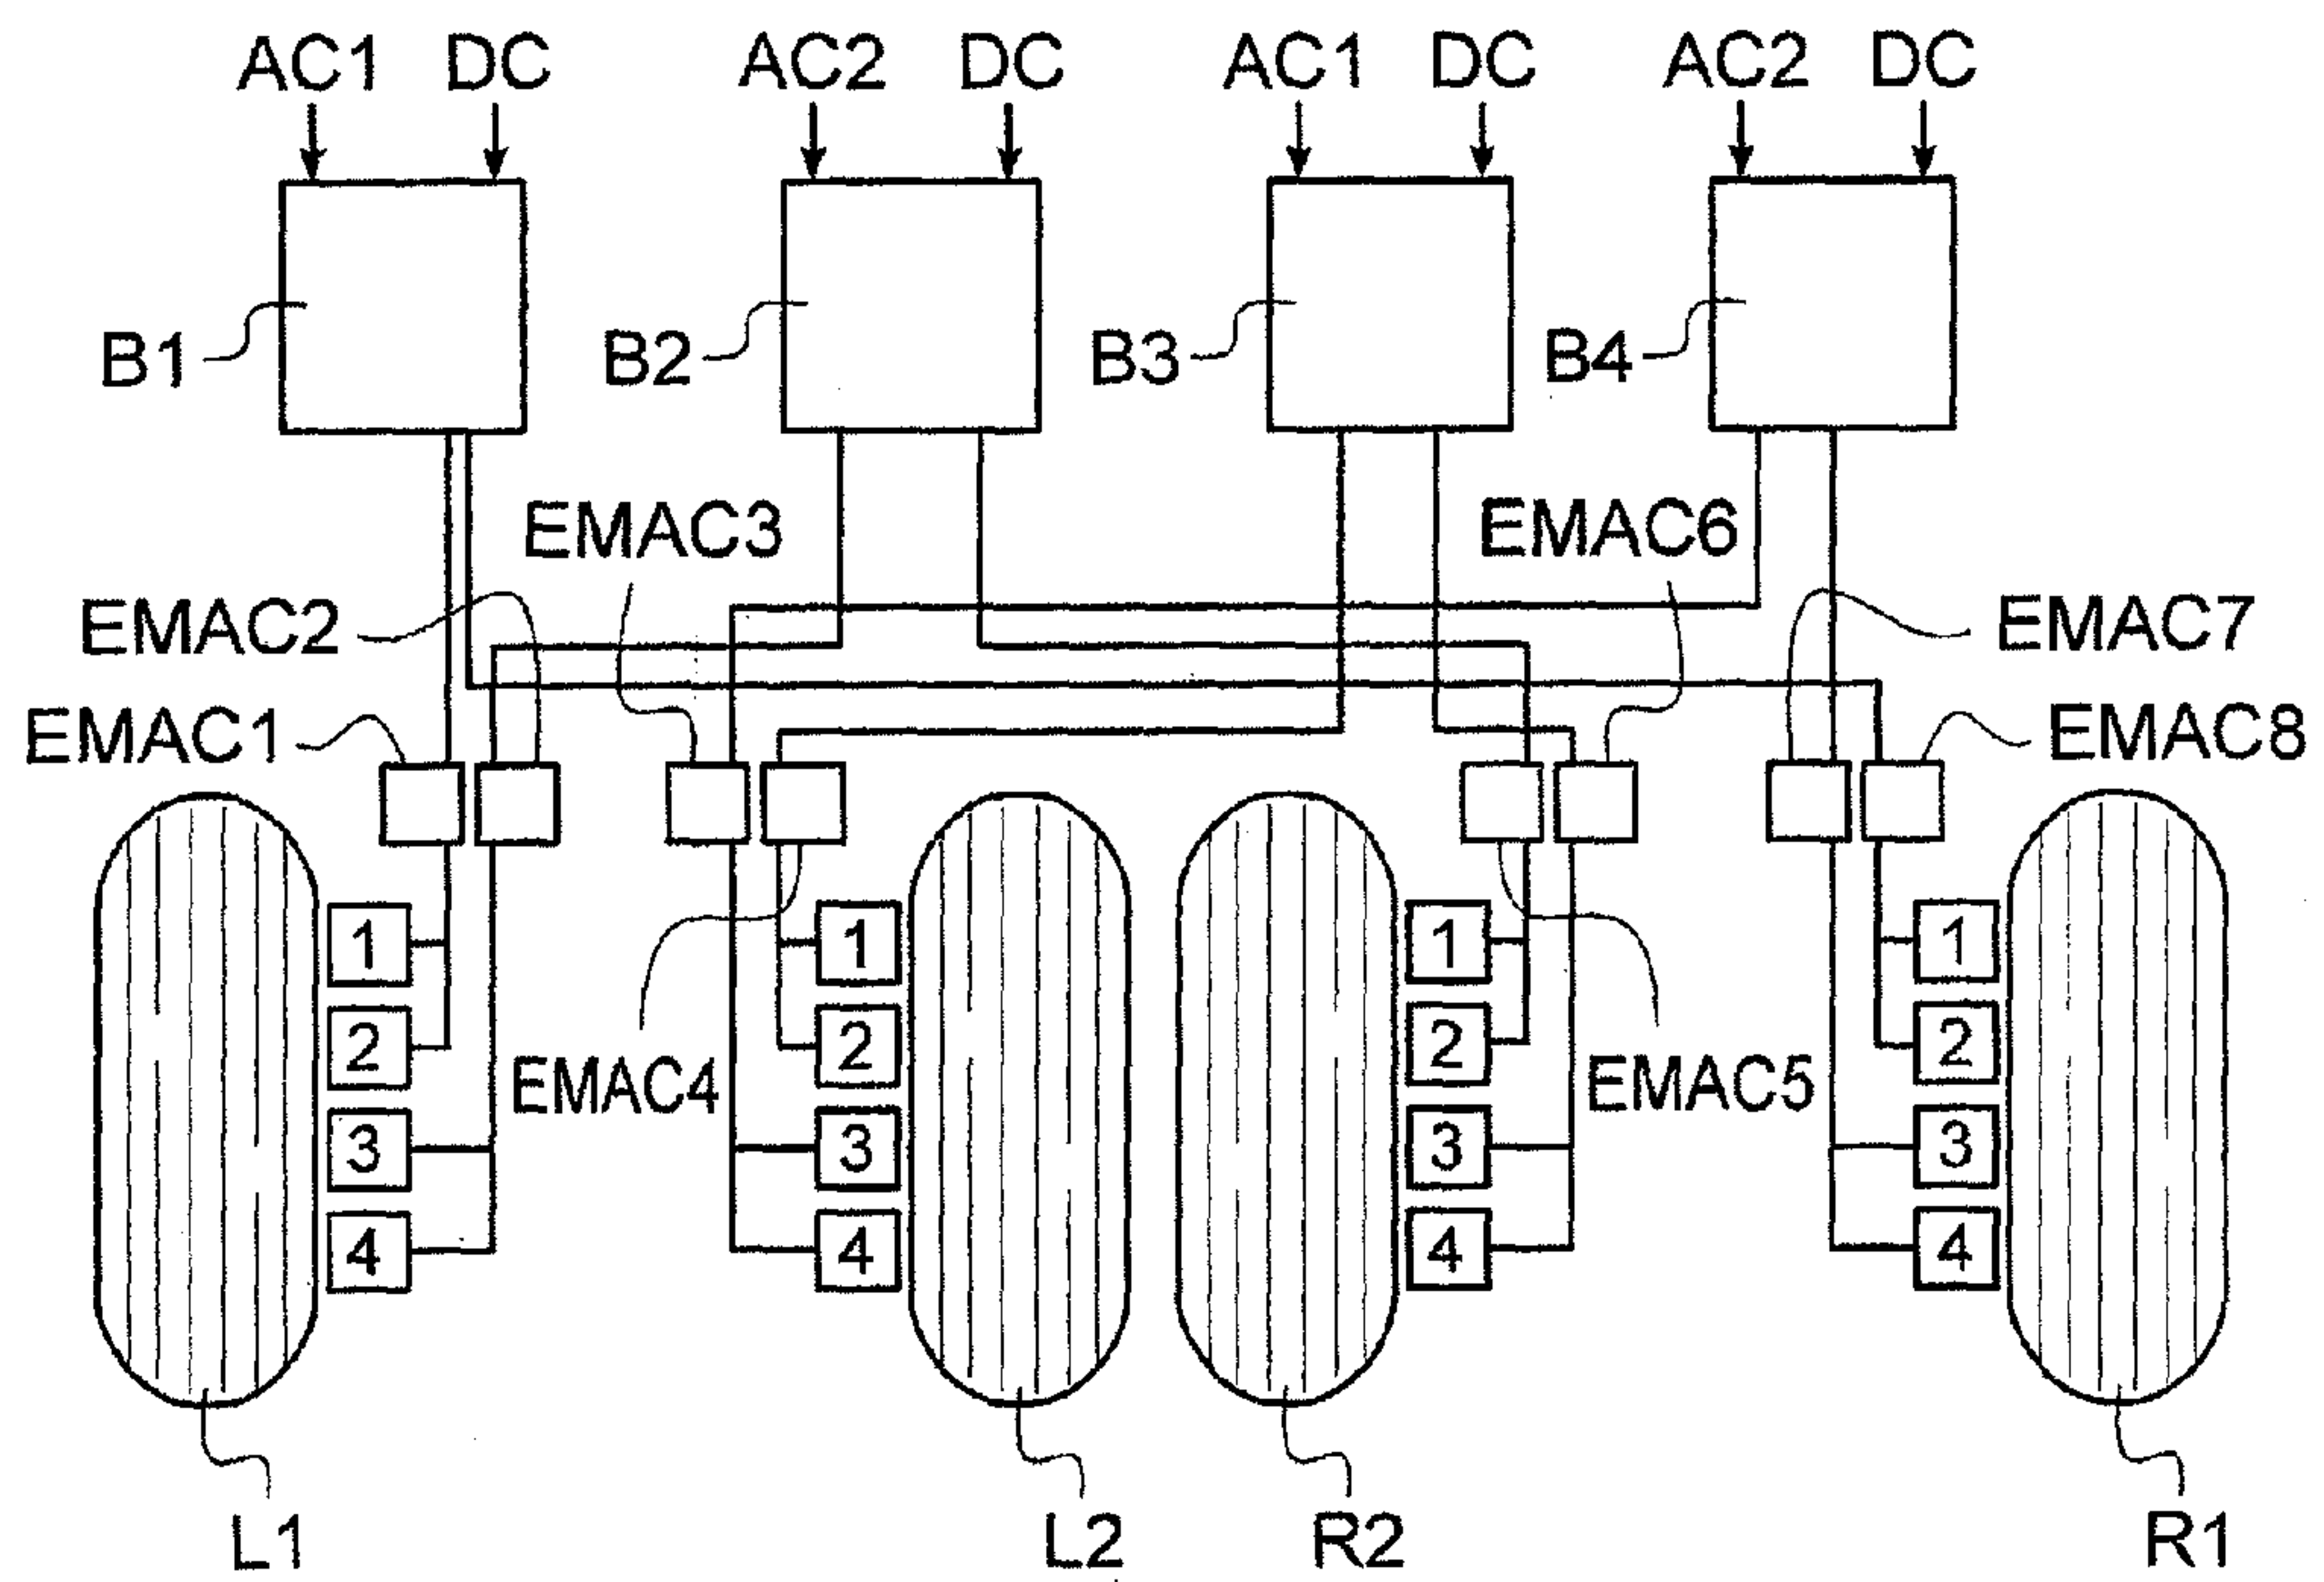 AC1 DC AC2 DC AC1 DC AC2 DC
B1 B2 B3 B4
EMAC3 EMAC6
EMAC2 EMAC7
EMAC1 EMAC8
1 1 1 1
2 2 2 2
EMAC4 EMAC5
3 3 3 3
4 4 4 4
L1 L2 R2 R1